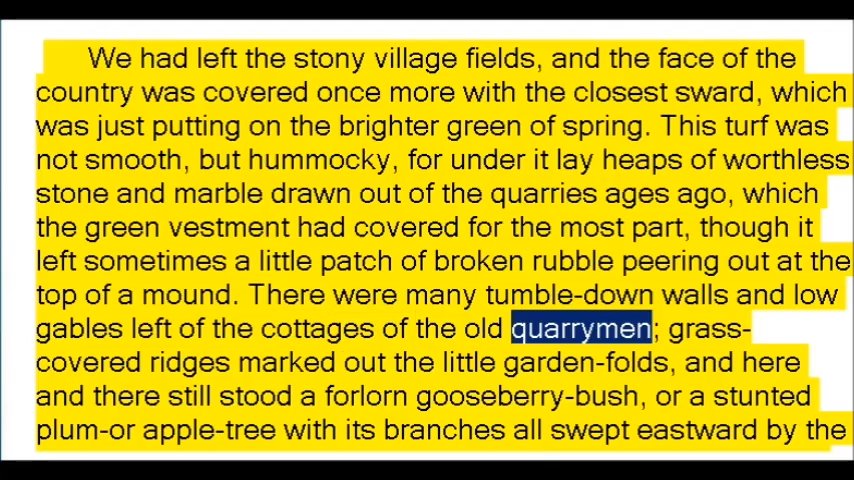 We had left the stony village fields, and the face of the
country was covered once more with the closest sward, which
was just putting on the brighter green of spring. This turf was
not smooth, but hummocky, for under it lay heaps of worthless
stone and marble drawn out of the quarries ages ago, which
the green vestment had covered for the most part, though it
left sometimes a little patch of broken rubble peering out at the
top of a mound. There were many tumble-down walls and low
gables left of the cottages of the old quarrymen; grass-
covered ridges marked out the little garden-folds, and here
and there still stood a forlorn gooseberry-bush, or a stunted
plum-or apple-tree with its branches all swept eastward by the